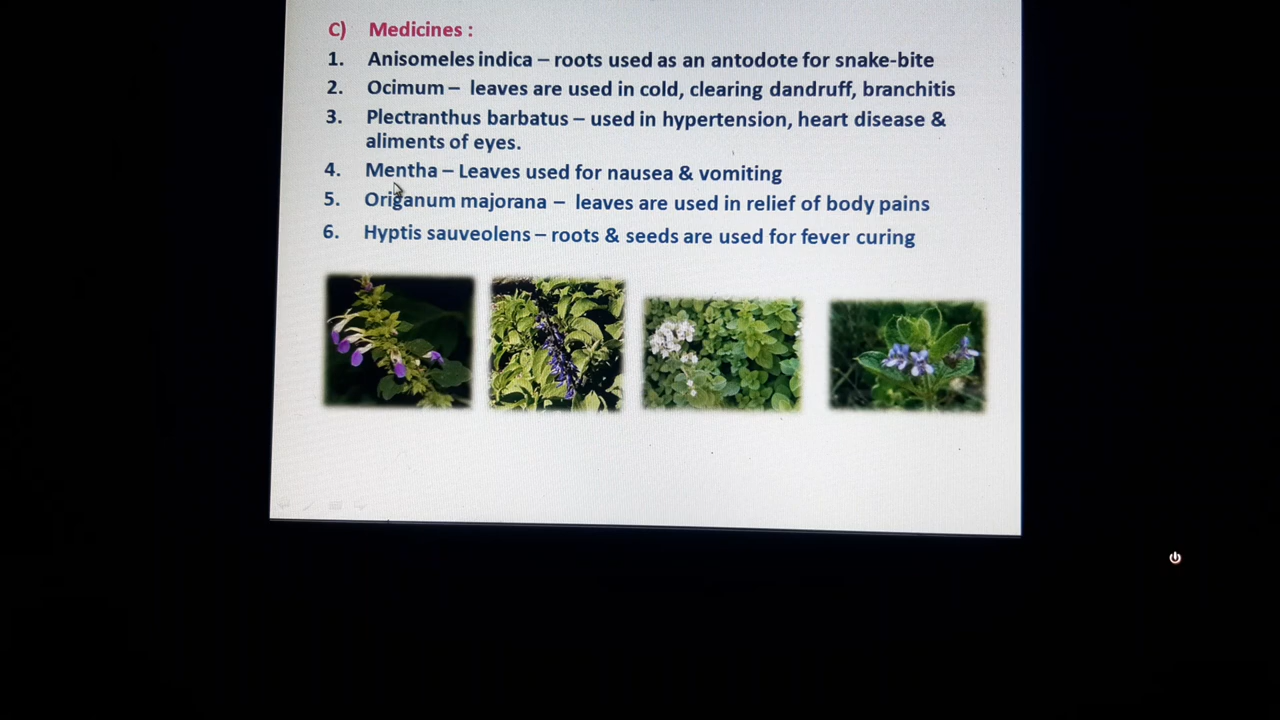 C) Medicines :
1. Anisomeles indica – roots used as an antodote for snake-bite
2. Ocimum – leaves are used in cold, clearing dandruff, branchitis
3. Plectranthus barbatus – used in hypertension, heart disease &
aliments of eyes.
4. Mentha – Leaves used for nausea & vomiting
5. Origanum majorana – leaves are used in relief of body pains
6. Hyptis sauveolens – roots & seeds are used for fever curing